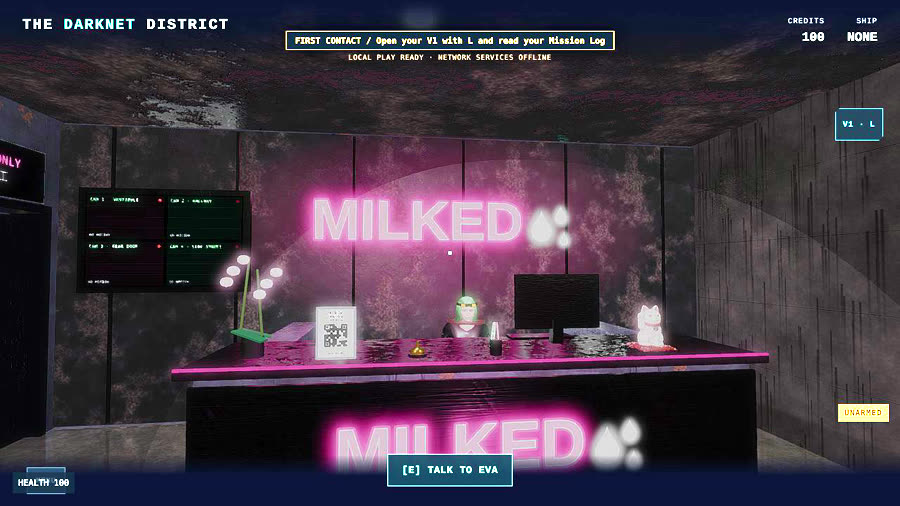 THE DARKNET DISTRICT
FIRST CONTACT / Open your V1 with L and read your Mission Log
LOCAL PLAY READY · NETWORK SERVICES OFFLINE
CREDITS
100
SHIP
NONE
V1 · L
ONLY
MILKED
MILKED
UNARMED
[E] TALK TO EVA
HEALTH 100